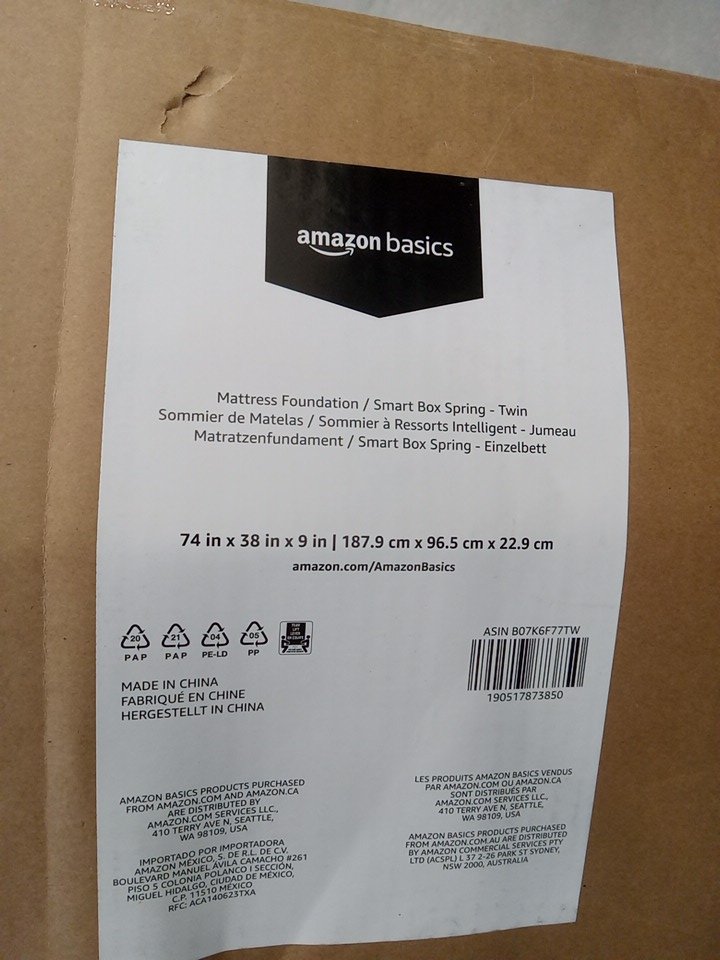 amazon basics
Mattress Foundation / Smart Box Spring - Twin
Sommier de Matelas / Sommier à Ressorts Intelligent - Jumeau
Matratzenfundament / Smart Box Spring - Einzelbett
74 in x 38 in x 9 in | 187.9 cm x 96.5 cm x 22.9 cm
amazon.com/AmazonBasics
20 21 04 05
PAP PAP PE-LD PP
TEAM
LIFT
LEVER
EN ÉQUIPE
ASIN B07K6F77TW
190517873850
MADE IN CHINA
FABRIQUÉ EN CHINE
HERGESTELLT IN CHINA
AMAZON BASICS PRODUCTS PURCHASED
FROM AMAZON.COM AND AMAZON.CA
ARE DISTRIBUTED BY
AMAZON.COM SERVICES LLC.,
410 TERRY AVE N, SEATTLE,
WA 98109, USA
IMPORTADO POR IMPORTADORA
AMAZON MÉXICO, S. DE R.L. DE C.V.
BOULEVARD MANUEL ÁVILA CAMACHO #261
PISO 5 COLONIA POLANCO I SECCIÓN,
MIGUEL HIDALGO, CIUDAD DE MÉXICO,
C.P. 11510 MÉXICO
RFC: ACA140623TXA
LES PRODUITS AMAZON BASICS VENDUS
PAR AMAZON.COM OU AMAZON.CA
SONT DISTRIBUÉS PAR
AMAZON.COM SERVICES LLC.,
410 TERRY AVE N, SEATTLE,
WA 98109, USA
AMAZON BASICS PRODUCTS PURCHASED
FROM AMAZON.COM.AU ARE DISTRIBUTED
BY AMAZON COMMERCIAL SERVICES PTY
LTD (ACSPL) L 37 2-26 PARK ST SYDNEY,
NSW 2000, AUSTRALIA